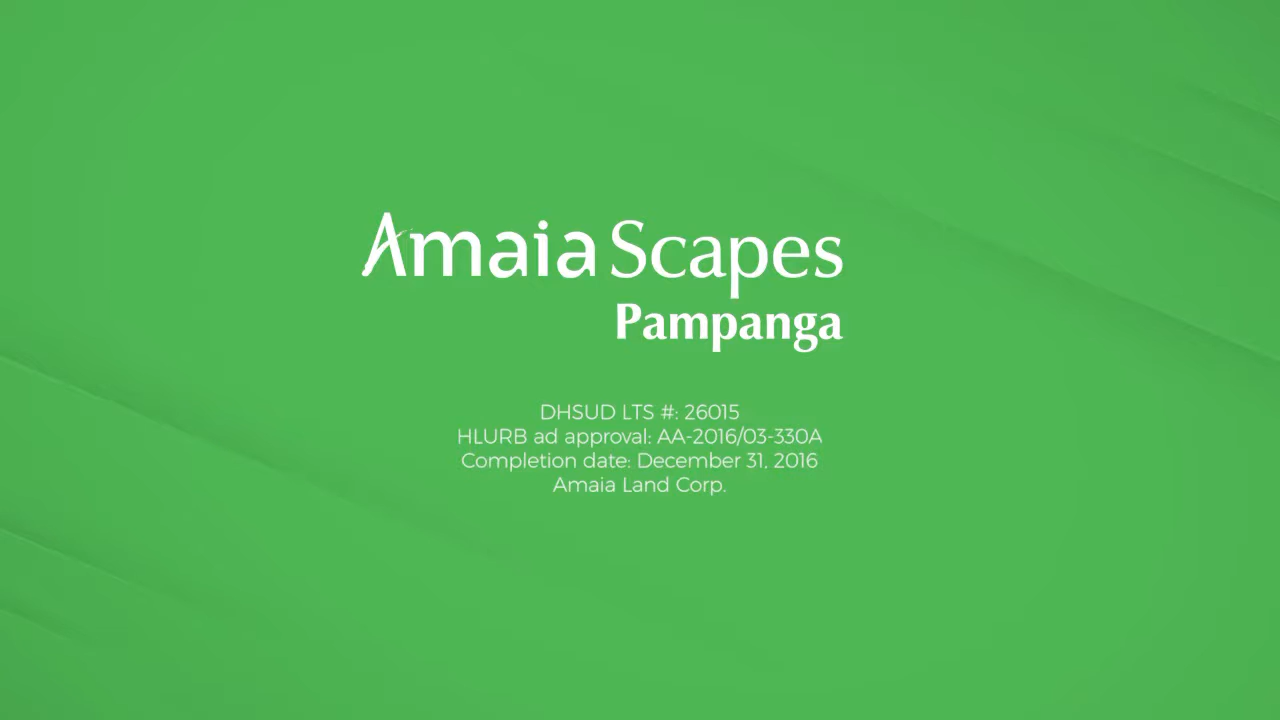 Amaia Scapes
Pampanga
DHSUD LTS #: 26015
HLURB ad approval: AA-2016/03-330A
Completion date: December 31, 2016
Amaia Land Corp.